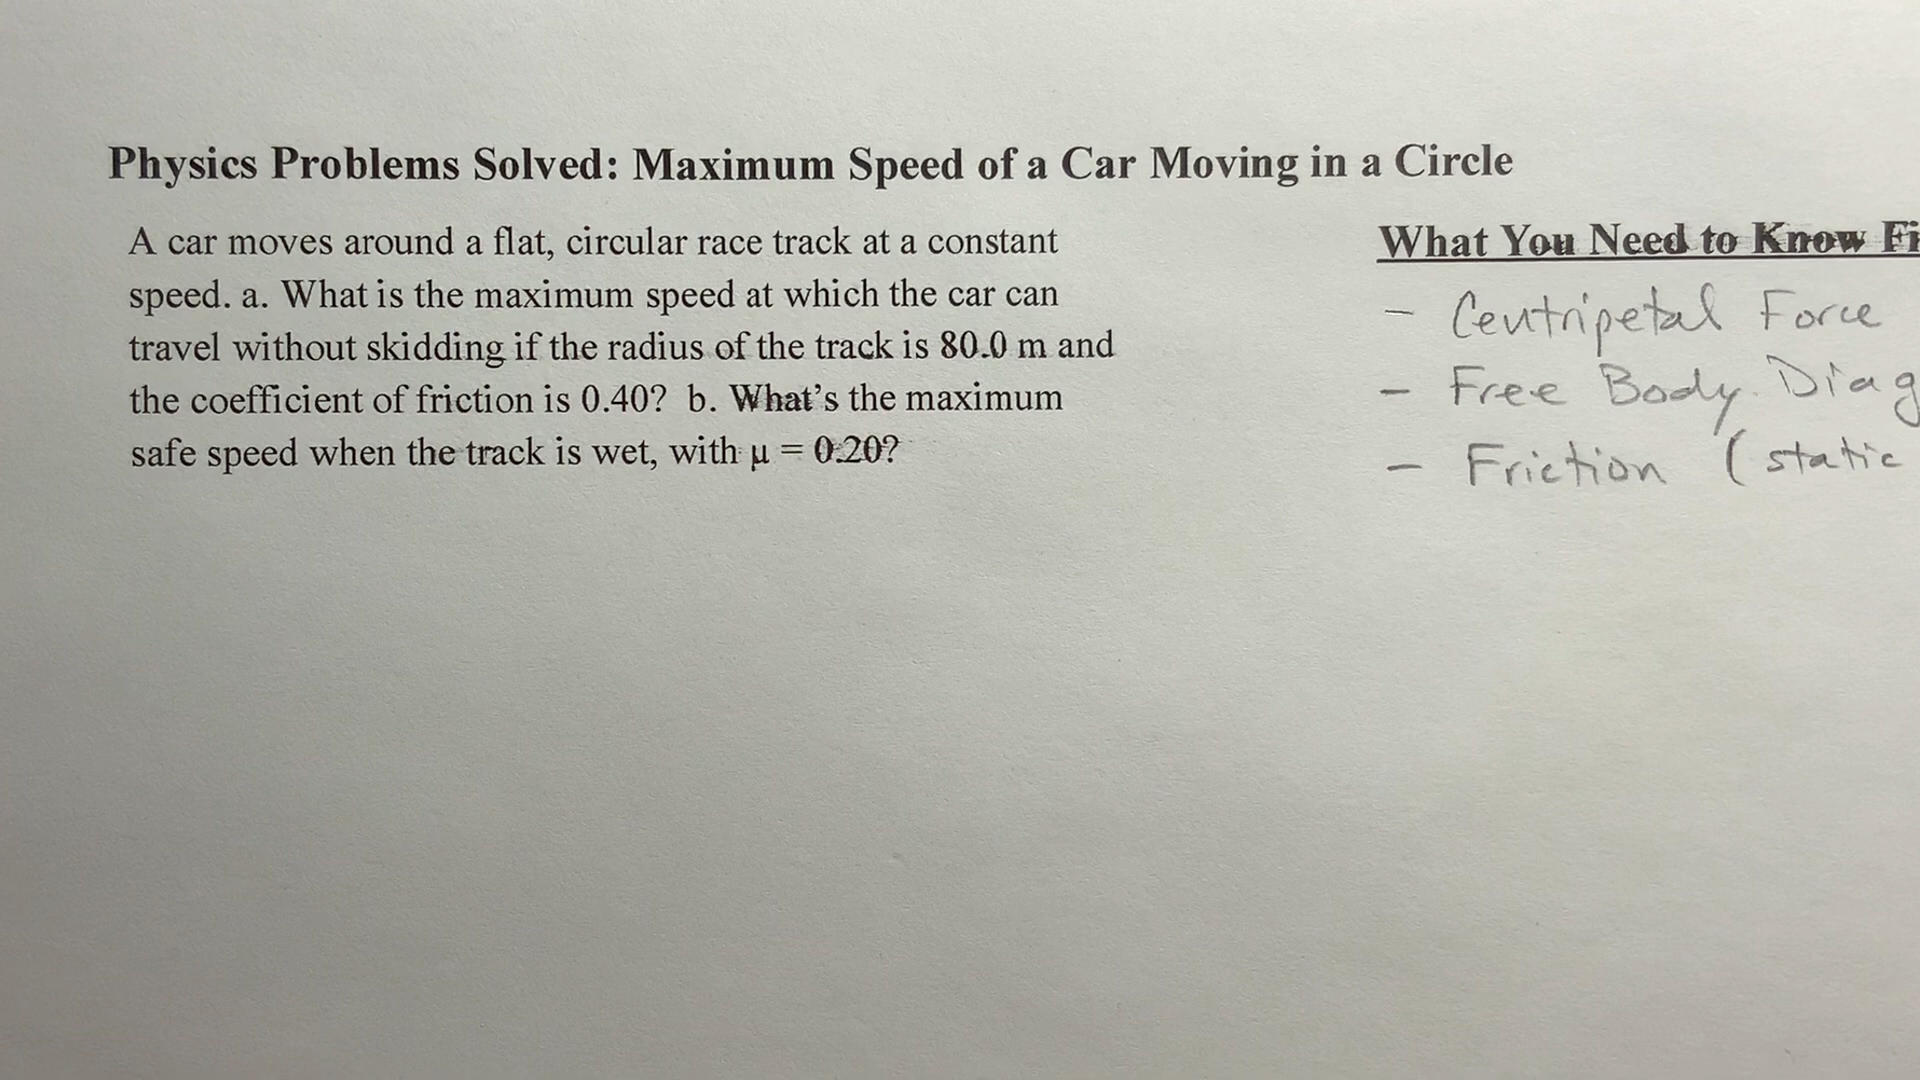 Physics Problems Solved: Maximum Speed of a Car Moving in a Circle
A car moves around a flat, circular race track at a constant
speed. a. What is the maximum speed at which the car can
travel without skidding if the radius of the track is 80.0 m and
the coefficient of friction is 0.40? b. What's the maximum
safe speed when the track is wet, with μ = 0.20?
What You Need to Know Fi
- Centripetal Force
- Free Body Diag
- Friction (static